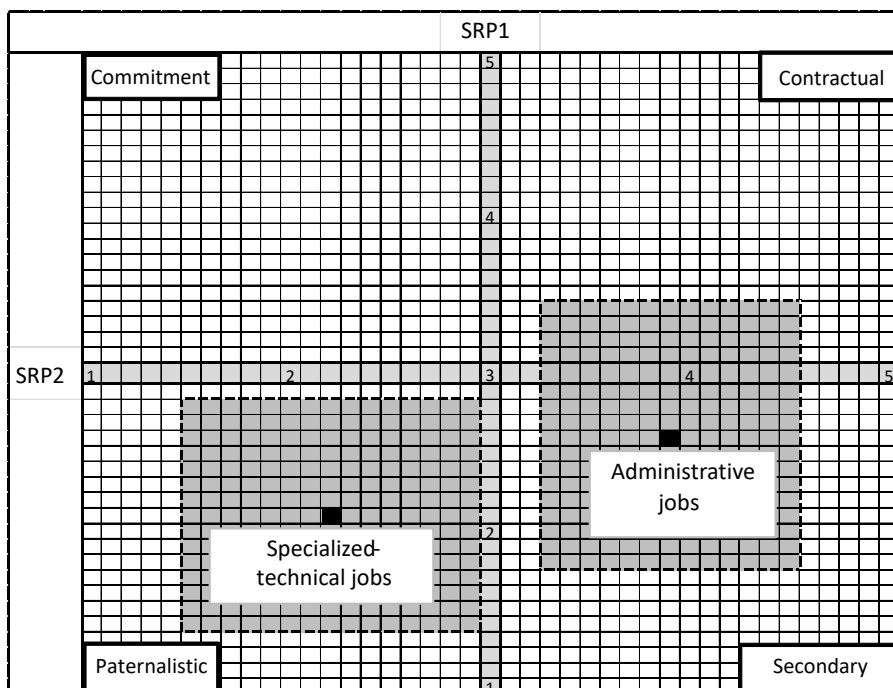 SRP1
Commitment
5
Contractual
4
SRP2
1
2
3
4
5
Administrative
jobs
2
Specialized-
technical jobs
Paternalistic
1
Secondary